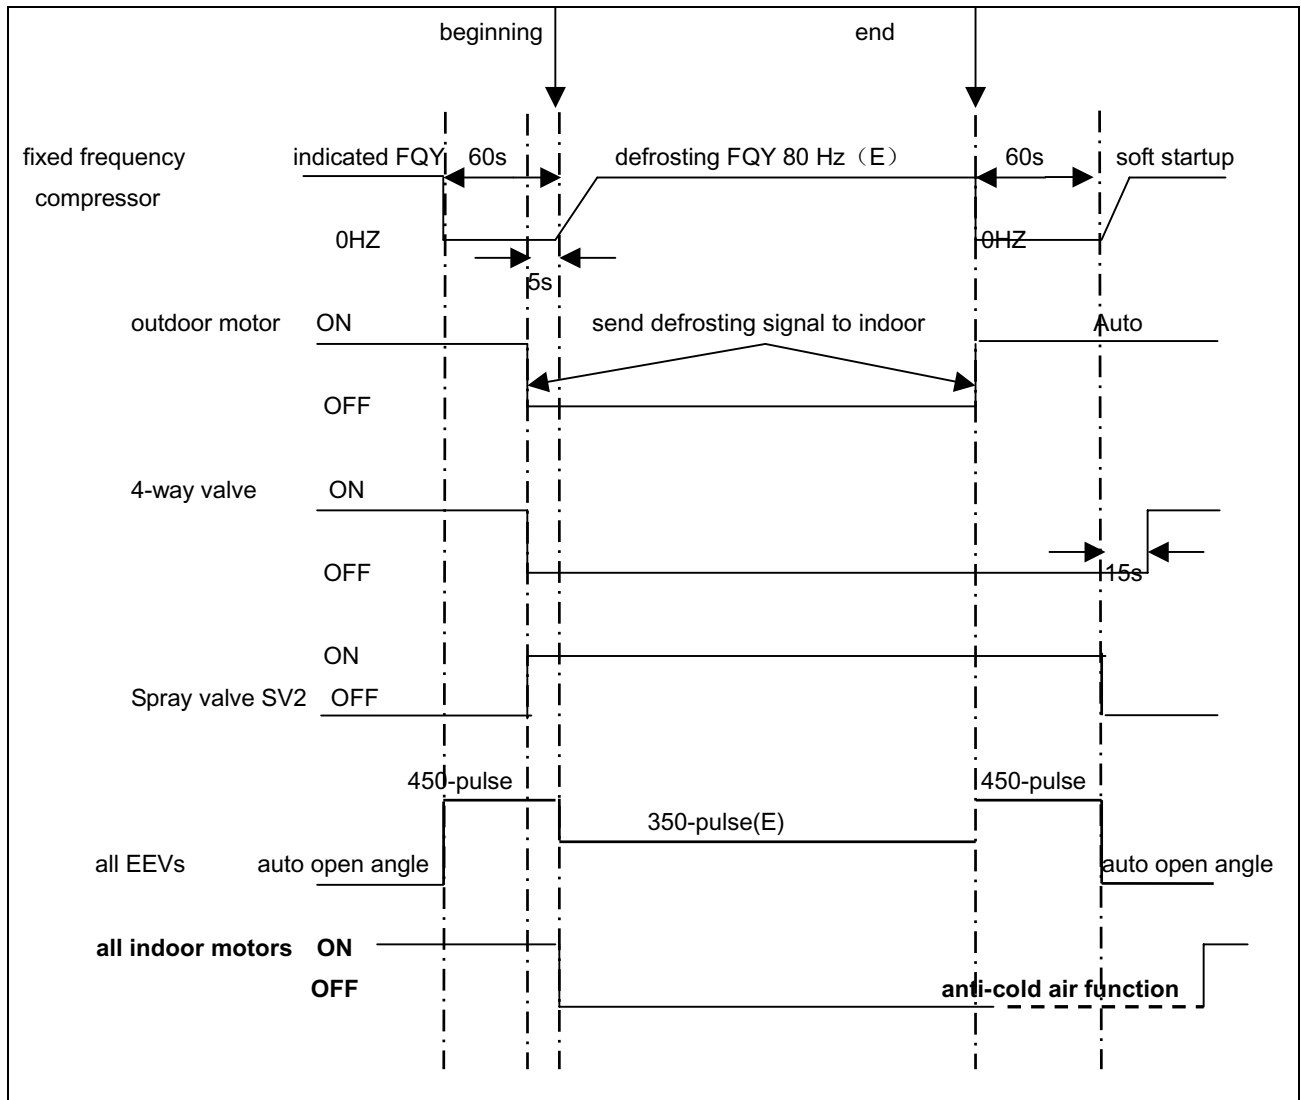 beginning end
fixed frequency indicated FQY 60s defrosting FQY 80 Hz（E） 60s soft startup
compressor
0HZ 0HZ
5s
outdoor motor ON send defrosting signal to indoor Auto
OFF
4-way valve ON
OFF 15s
ON
Spray valve SV2 OFF
450-pulse 450-pulse
350-pulse(E)
all EEVs auto open angle auto open angle
all indoor motors ON
OFF anti-cold air function